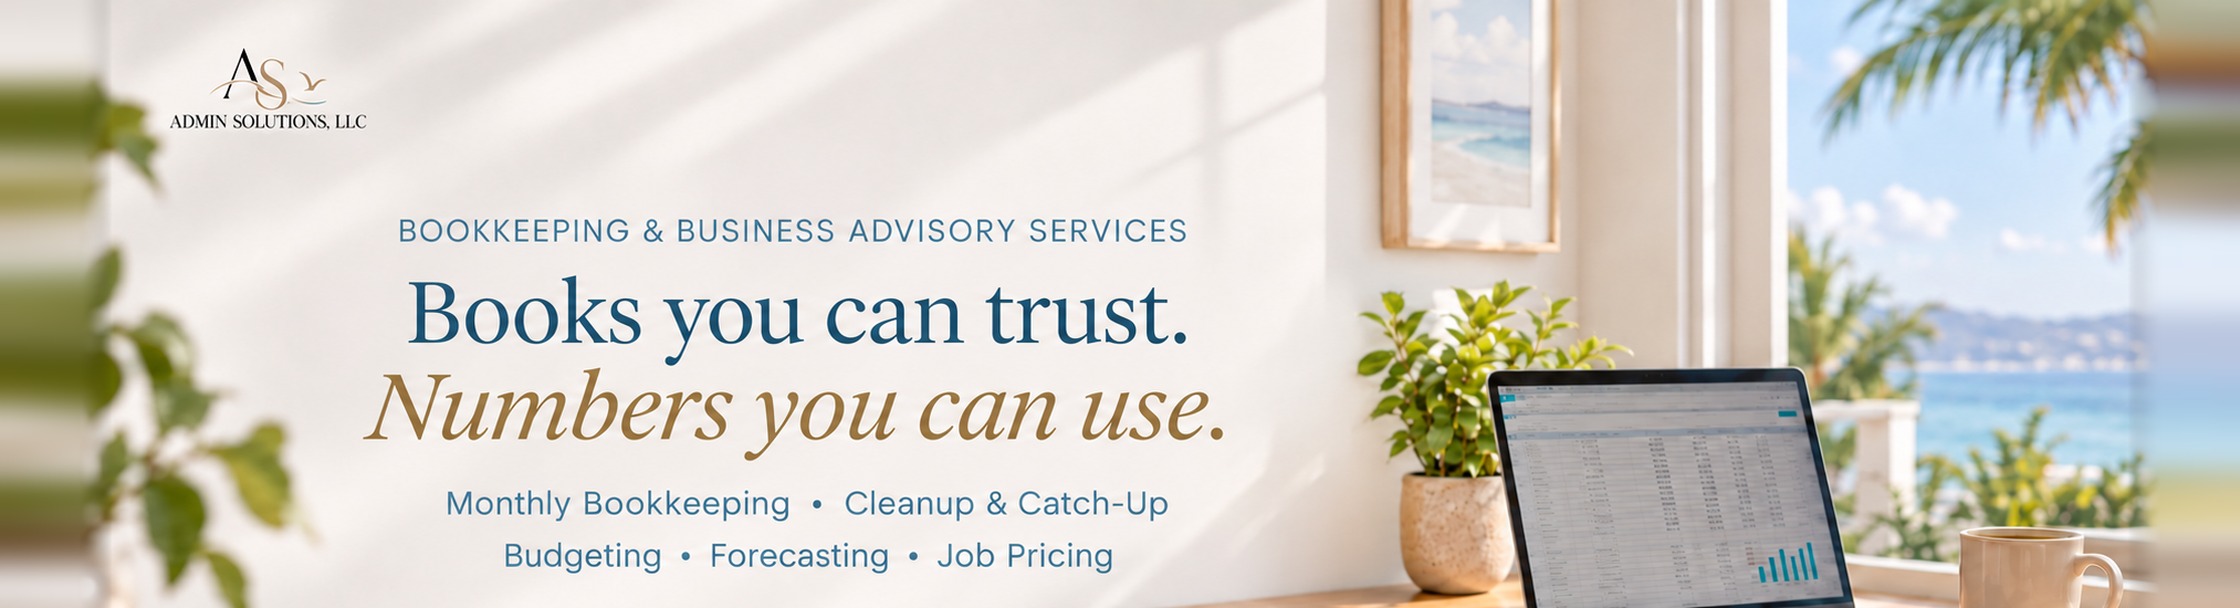 AS
ADMIN SOLUTIONS, LLC
BOOKKEEPING & BUSINESS ADVISORY SERVICES
Books you can trust.
Numbers you can use.
Monthly Bookkeeping • Cleanup & Catch-Up
Budgeting • Forecasting • Job Pricing